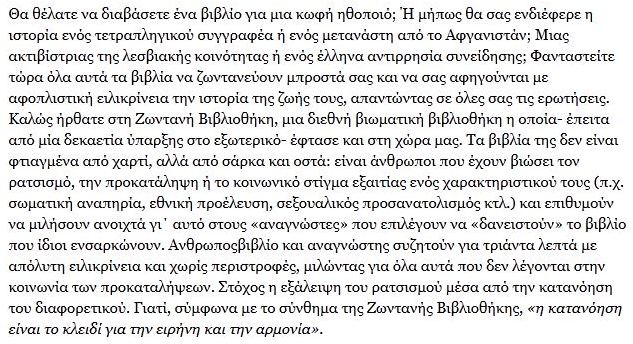 Θα θέλατε να διαβάσετε ένα βιβλίο για μια κωφή ηθοποιό; Ή μήπως θα σας ενδιέφερε η
ιστορία ενός τετραπληγικού συγγραφέα ή ενός μετανάστη από το Αφγανιστάν; Μιας
ακτιβίστριας της λεσβιακής κοινότητας ή ενός έλληνα αντιρρησία συνείδησης; Φανταστείτε
τώρα όλα αυτά τα βιβλία να ζωντανεύουν μπροστά σας και να σας αφηγούνται με
αφοπλιστική ειλικρίνεια την ιστορία της ζωής τους, απαντώντας σε όλες σας τις ερωτήσεις.
Καλώς ήρθατε στη Ζωντανή Βιβλιοθήκη, μια διεθνή βιωματική βιβλιοθήκη η οποία- έπειτα
από μία δεκαετία ύπαρξης στο εξωτερικό- έφτασε και στη χώρα μας. Τα βιβλία της δεν είναι
φτιαγμένα από χαρτί, αλλά από σάρκα και οστά: είναι άνθρωποι που έχουν βιώσει τον
ρατσισμό, την προκατάληψη ή το κοινωνικό στίγμα εξαιτίας ενός χαρακτηριστικού τους (π.χ.
σωματική αναπηρία, εθνική προέλευση, σεξουαλικός προσανατολισμός κτλ.) και επιθυμούν
να μιλήσουν ανοιχτά γι΄ αυτό στους «αναγνώστες» που επιλέγουν να «δανειστούν» το βιβλίο
που ίδιοι ενσαρκώνουν. Ανθρωποςβιβλίο και αναγνώστης συζητούν για τριάντα λεπτά με
απόλυτη ειλικρίνεια και χωρίς περιστροφές, μιλώντας για όλα αυτά που δεν λέγονται στην
κοινωνία των προκαταλήψεων. Στόχος η εξάλειψη του ρατσισμού μέσα από την κατανόηση
του διαφορετικού. Γιατί, σύμφωνα με το σύνθημα της Ζωντανής Βιβλιοθήκης, «η κατανόηση
είναι το κλειδί για την ειρήνη και την αρμονία».